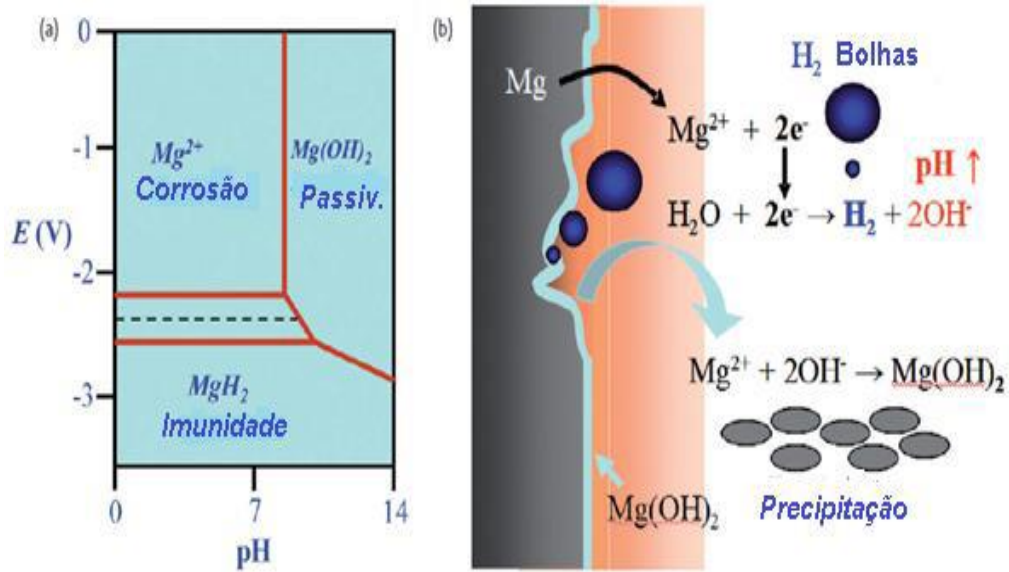 (a)
0
-1
-2
-3
E (V)
Mg²⁺
Corrosão
Mg(OH)₂
Passiv.
MgH₂
Imunidade
0 7 14
pH
(b)
H₂ Bolhas
Mg
Mg²⁺ + 2e⁻
pH ↑
H₂O + 2e⁻ → H₂ + 2OH⁻
Mg²⁺ + 2OH⁻ → Mg(OH)₂
Mg(OH)₂
Precipitação